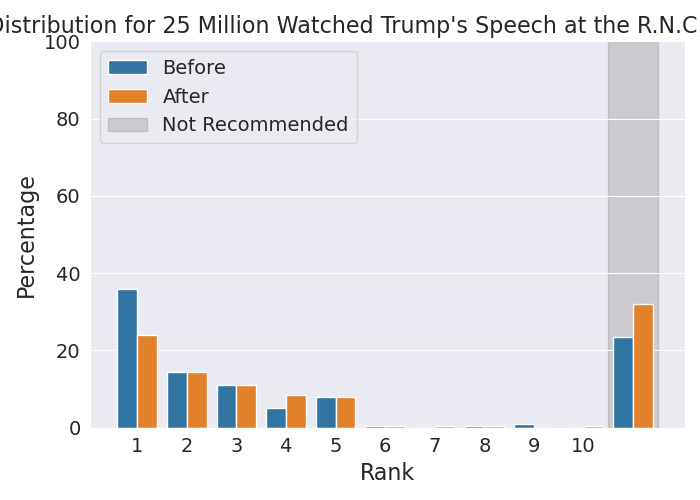 Distribution for 25 Million Watched Trump's Speech at the R.N.C.
100
80
60
40
20
0
Percentage
Before
After
Not Recommended
1 2 3 4 5 6 7 8 9 10
Rank